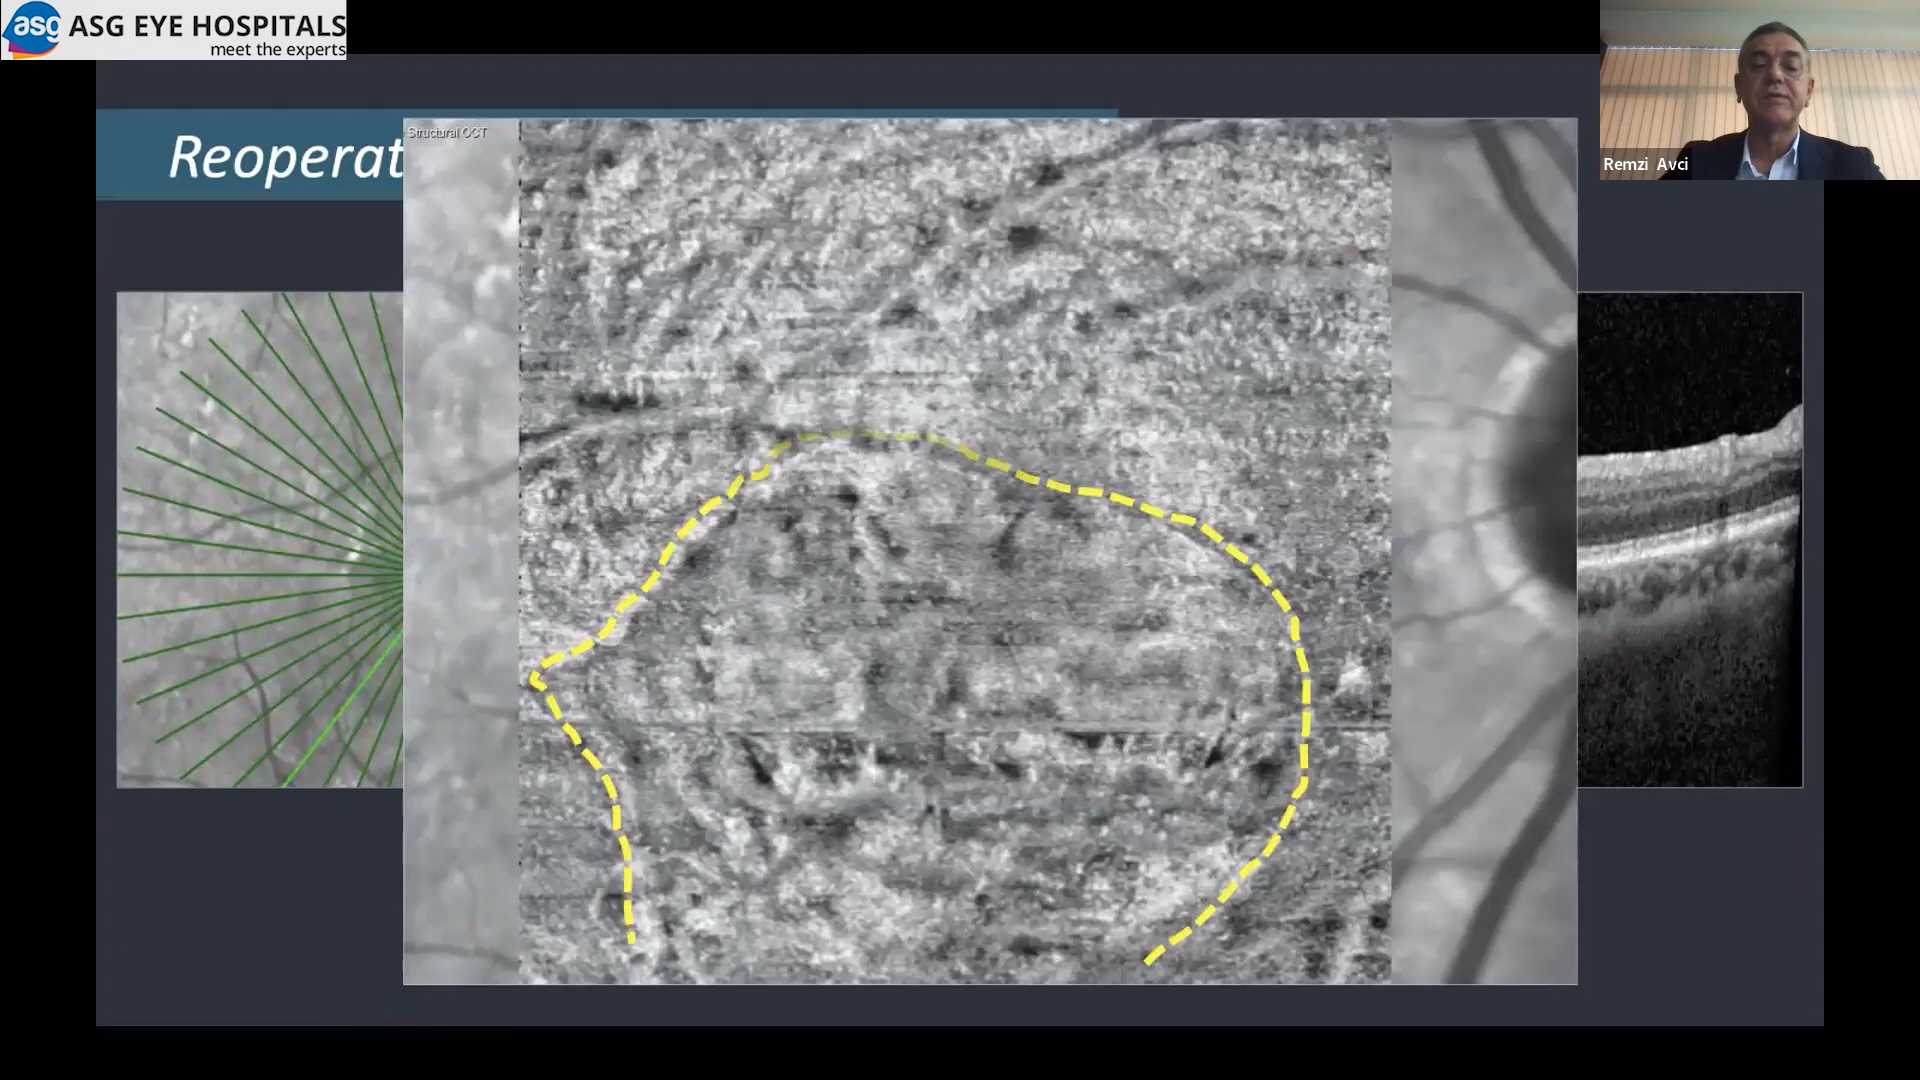 asg ASG EYE HOSPITALS
meet the experts
Reoperat
Structural OCT
Remzi Avci